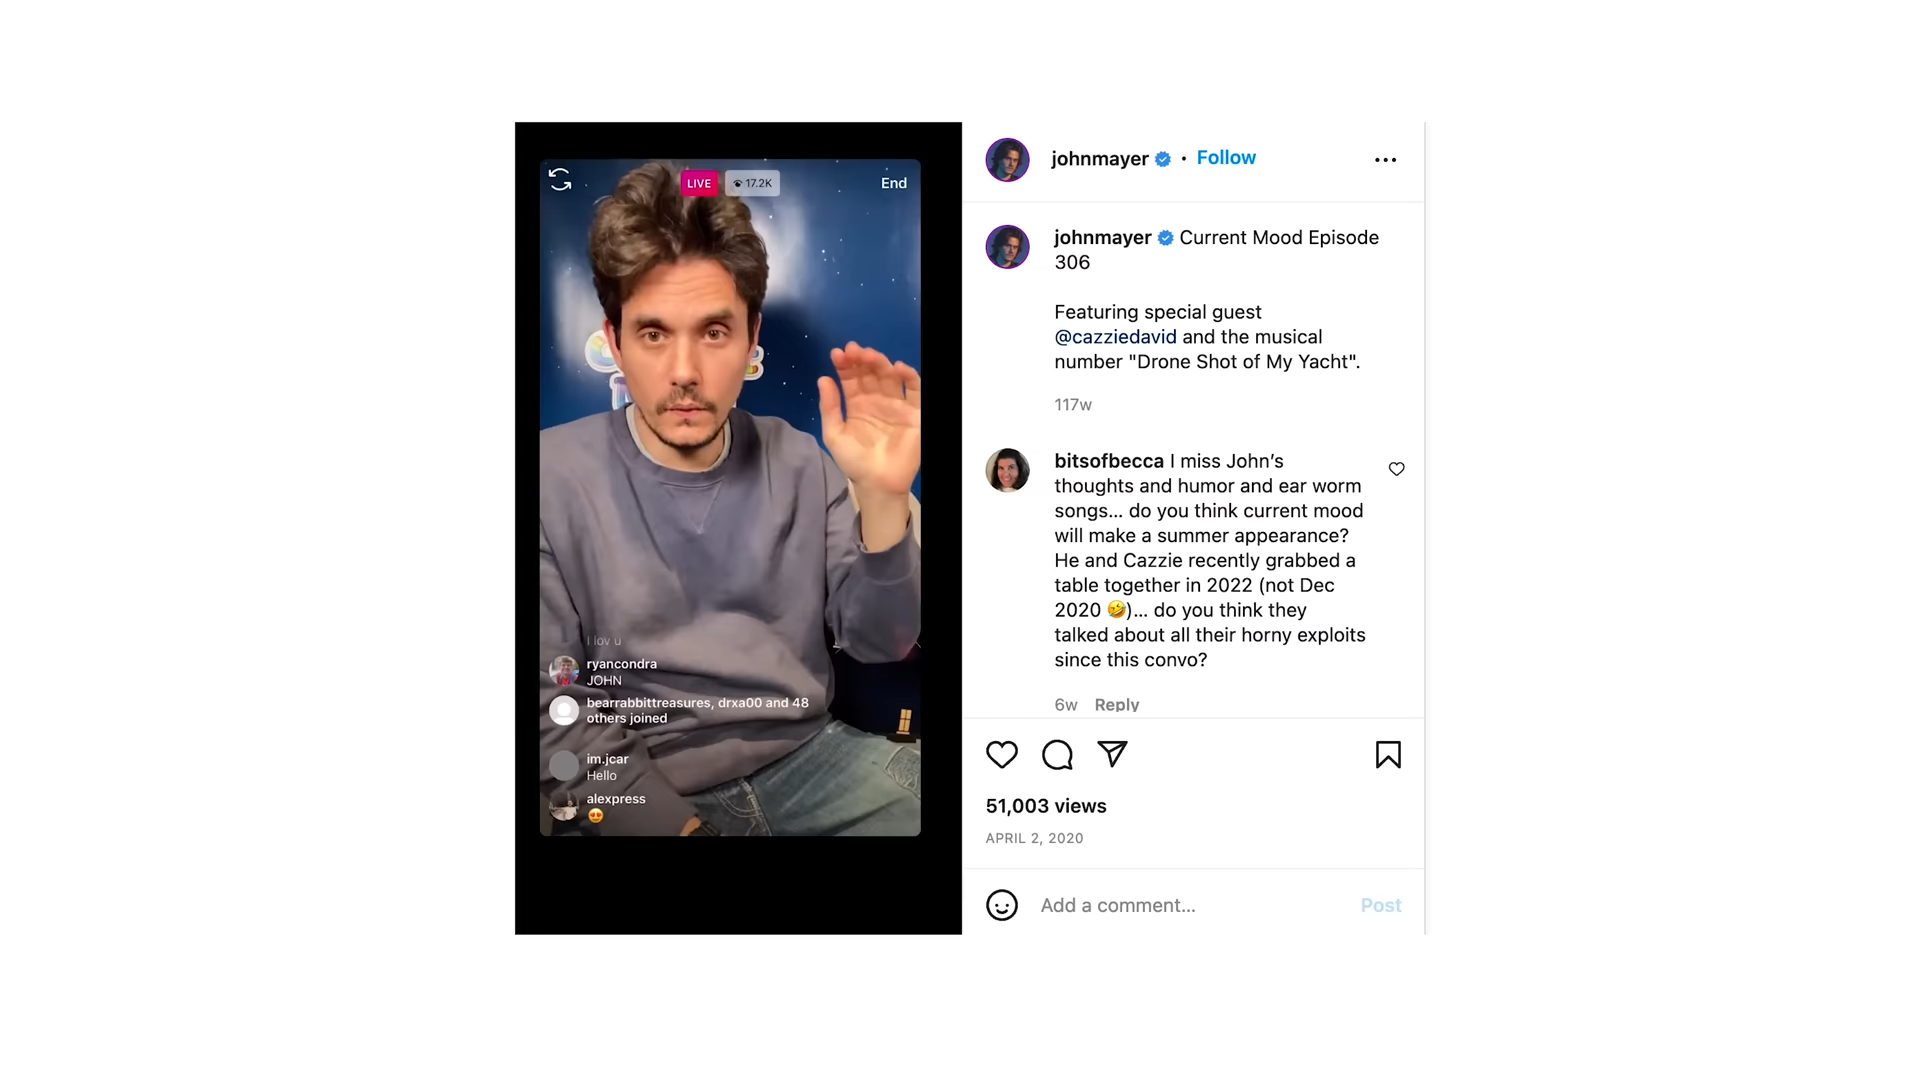 LIVE
17.2K
End
I lov u
ryancondra
JOHN
bearrabbittreasures, drxa00 and 48
others joined
im.jcar
Hello
alexpress
😍
johnmayer • Follow
johnmayer Current Mood Episode
306
Featuring special guest
@cazziedavid and the musical
number "Drone Shot of My Yacht".
117w
bitsofbecca I miss John’s
thoughts and humor and ear worm
songs... do you think current mood
will make a summer appearance?
He and Cazzie recently grabbed a
table together in 2022 (not Dec
2020 🤣)... do you think they
talked about all their horny exploits
since this convo?
6w Reply
51,003 views
APRIL 2, 2020
Add a comment...
Post